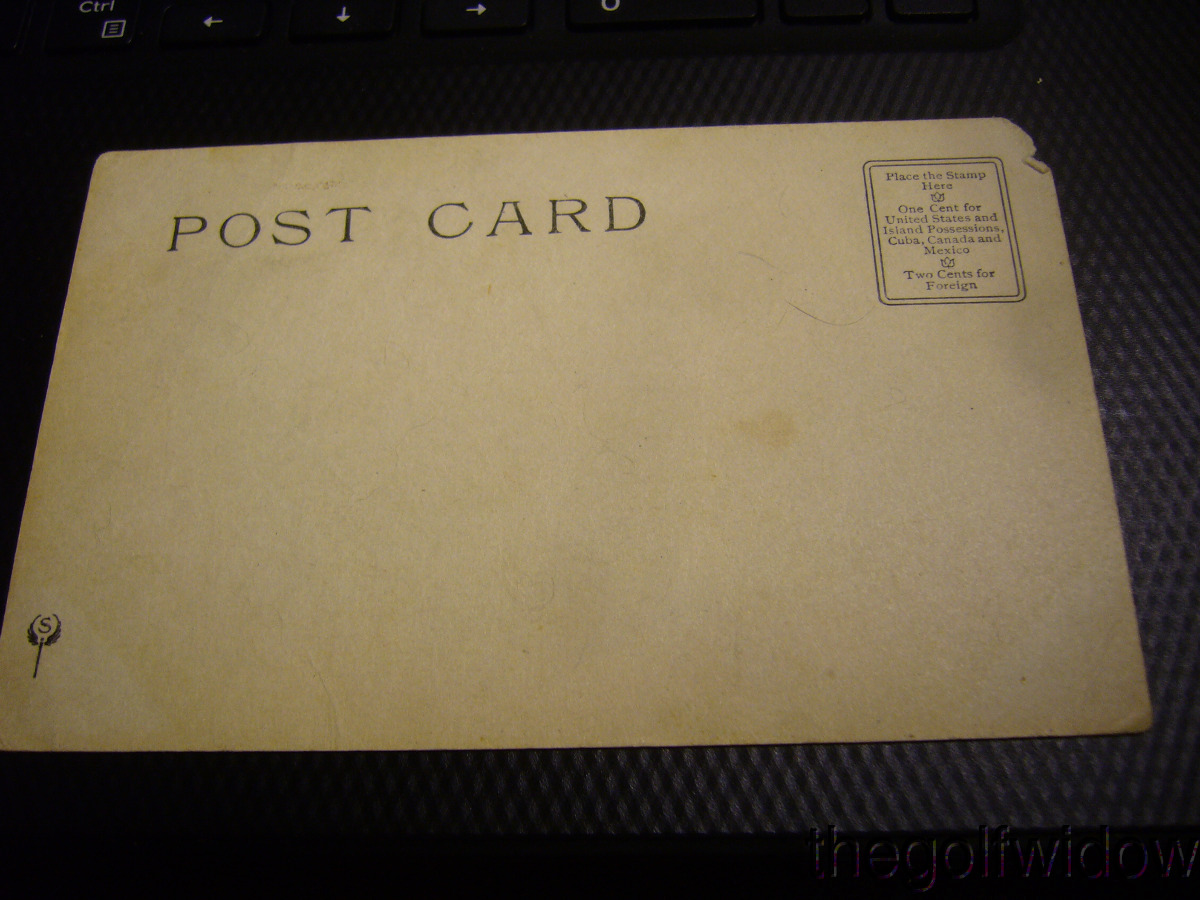 Ctrl
POST CARD
Place the Stamp
Here
One Cent for
United States and
Island Possessions,
Cuba, Canada and
Mexico
Two Cents for
Foreign
S
thegolfwidow